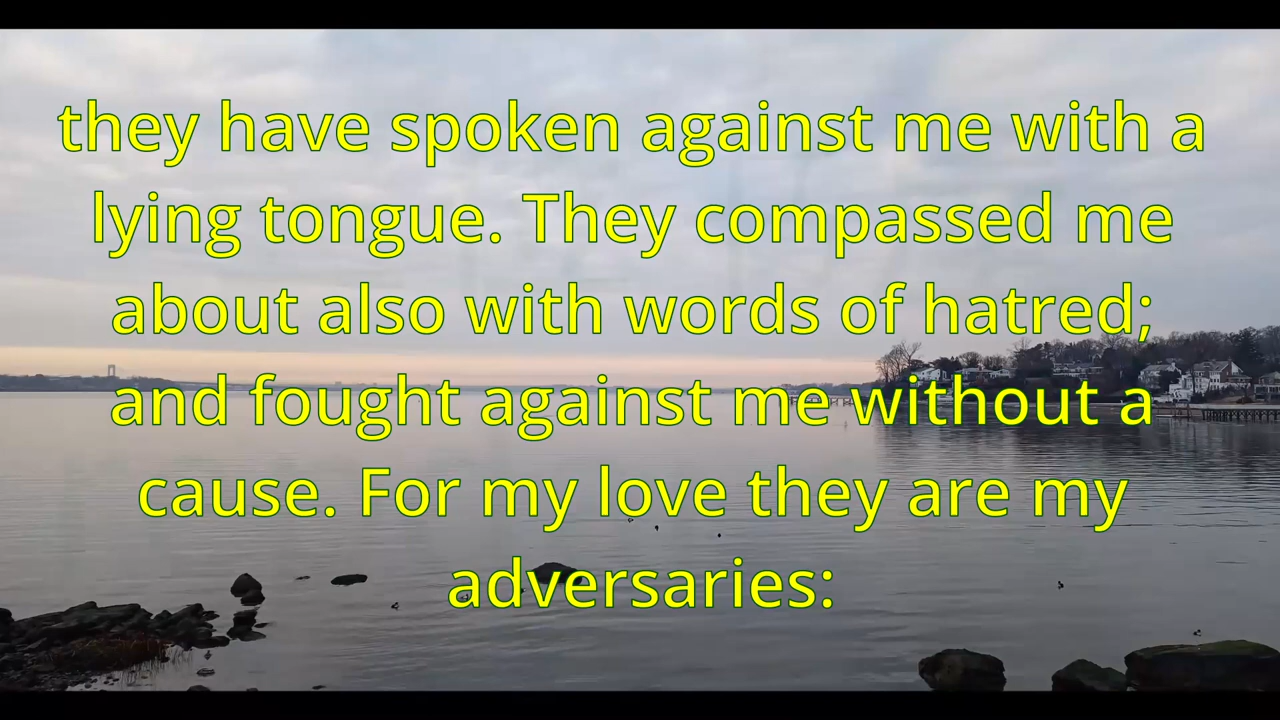 they have spoken against me with a
lying tongue. They compassed me
about also with words of hatred;
and fought against me without a
cause. For my love they are my
adversaries: